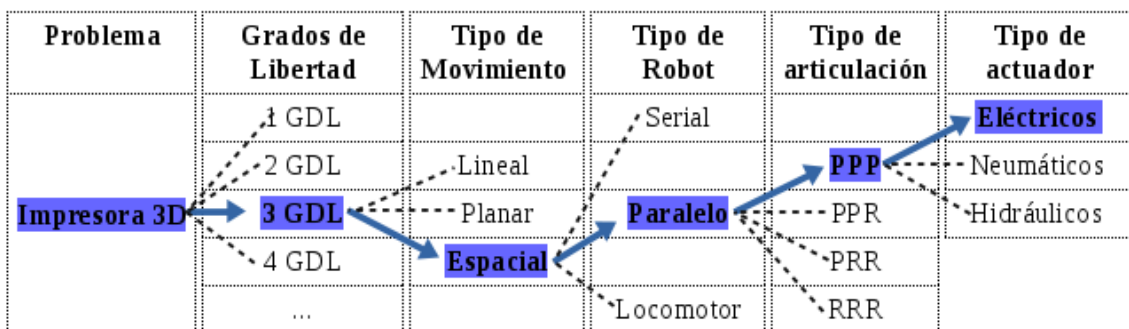 Problema
Grados de
Libertad
Tipo de
Movimiento
Tipo de
Robot
Tipo de
articulación
Tipo de
actuador
1 GDL
Serial
Eléctricos
2 GDL
Lineal
PPP
Neumáticos
Impresora 3D
3 GDL
Planar
Paralelo
PPR
Hidráulicos
4 GDL
Espacial
PRR
...
Locomotor
RRR